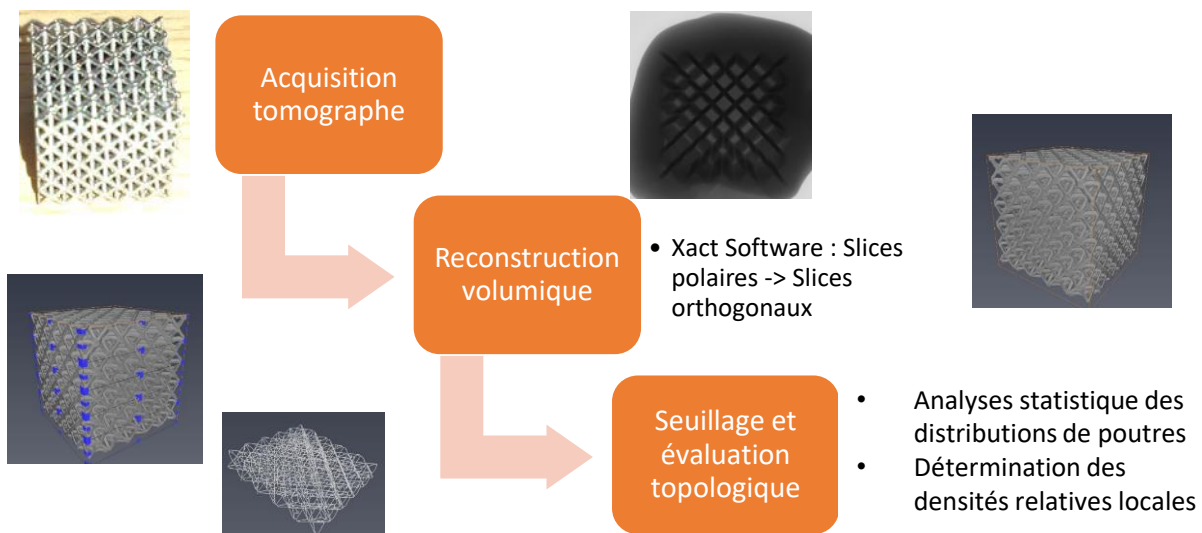 Acquisition
tomographe
Reconstruction
volumique
• Xact Software : Slices
polaires -> Slices
orthogonaux
Seuillage et
évaluation
topologique
• Analyses statistique des
distributions de poutres
• Détermination des
densités relatives locales